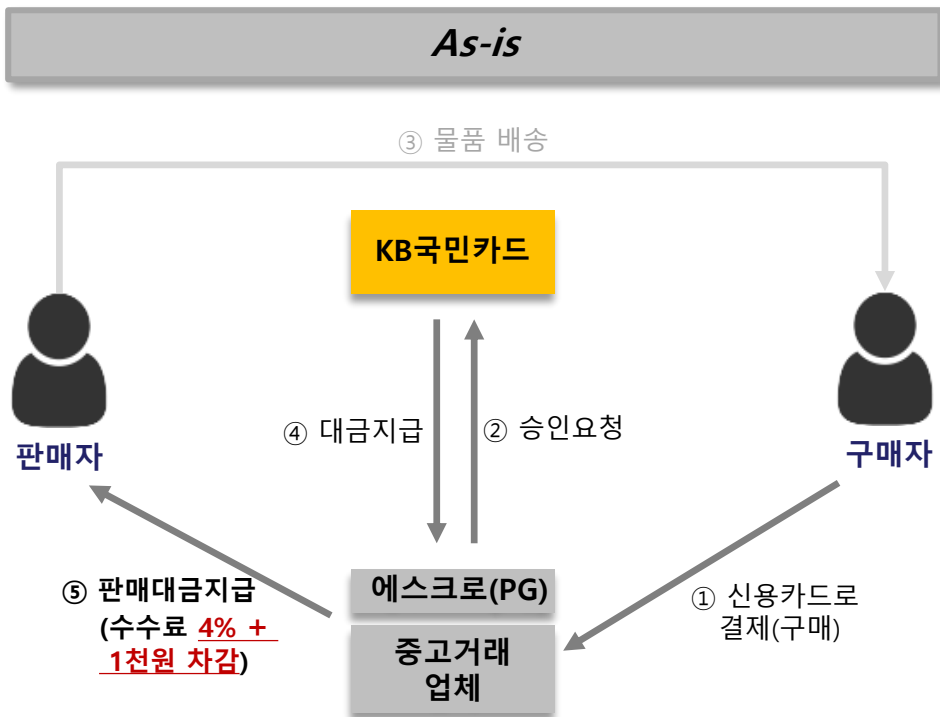 As-is
③ 물품 배송
KB국민카드
④ 대금지급
② 승인요청
판매자
구매자
⑤ 판매대금지급
(수수료 4% +
1천원 차감)
에스크로(PG)
중고거래
업체
① 신용카드로
결제(구매)